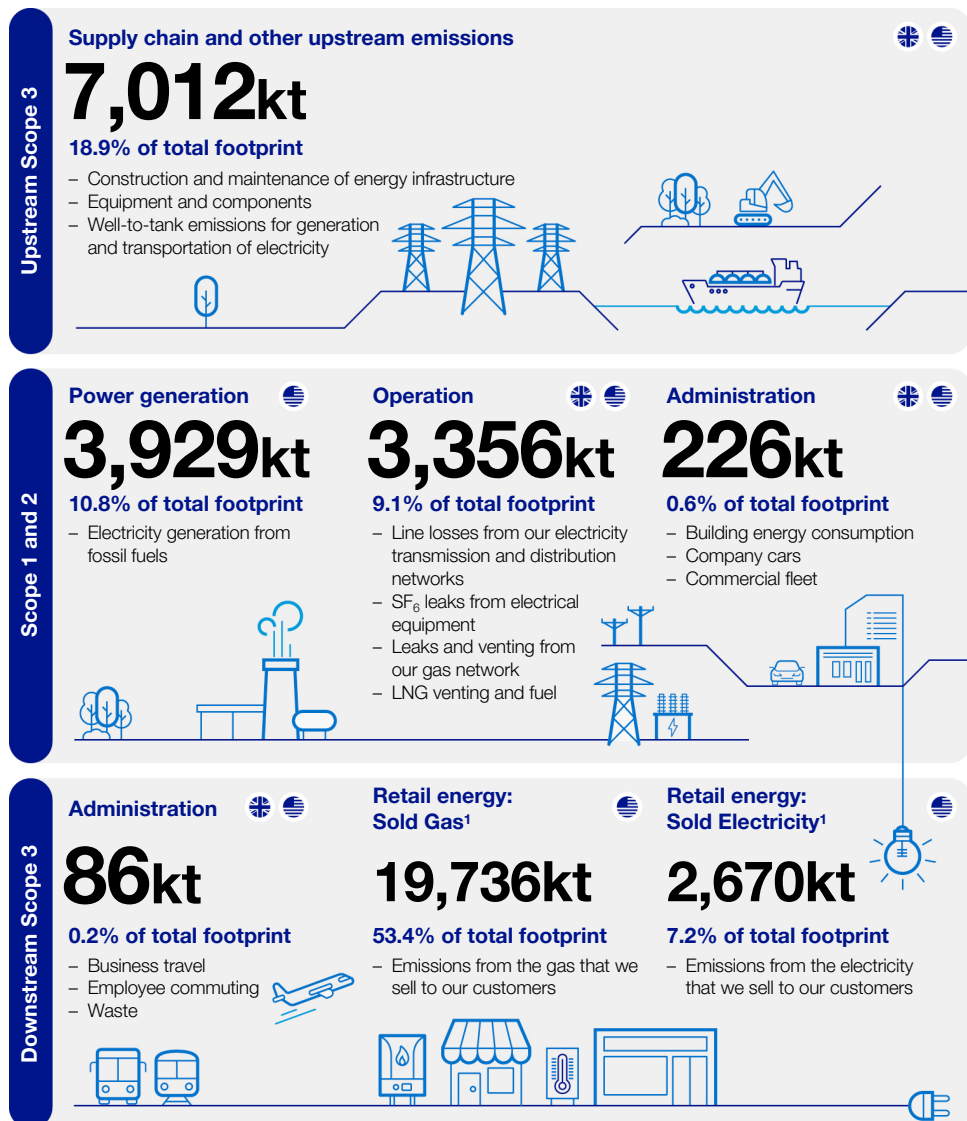 Upstream Scope 3
Supply chain and other upstream emissions
7,012kt
18.9% of total footprint
– Construction and maintenance of energy infrastructure
– Equipment and components
– Well-to-tank emissions for generation
and transportation of electricity
Scope 1 and 2
Power generation
3,929kt
10.8% of total footprint
– Electricity generation from
fossil fuels
Operation
3,356kt
9.1% of total footprint
– Line losses from our electricity
transmission and distribution
networks
– SF₆ leaks from electrical
equipment
– Leaks and venting from
our gas network
– LNG venting and fuel
Administration
226kt
0.6% of total footprint
– Building energy consumption
– Company cars
– Commercial fleet
Downstream Scope 3
Administration
86kt
0.2% of total footprint
– Business travel
– Employee commuting
– Waste
Retail energy:
Sold Gas¹
19,736kt
53.4% of total footprint
– Emissions from the gas that we
sell to our customers
Retail energy:
Sold Electricity¹
2,670kt
7.2% of total footprint
– Emissions from the electricity
that we sell to our customers